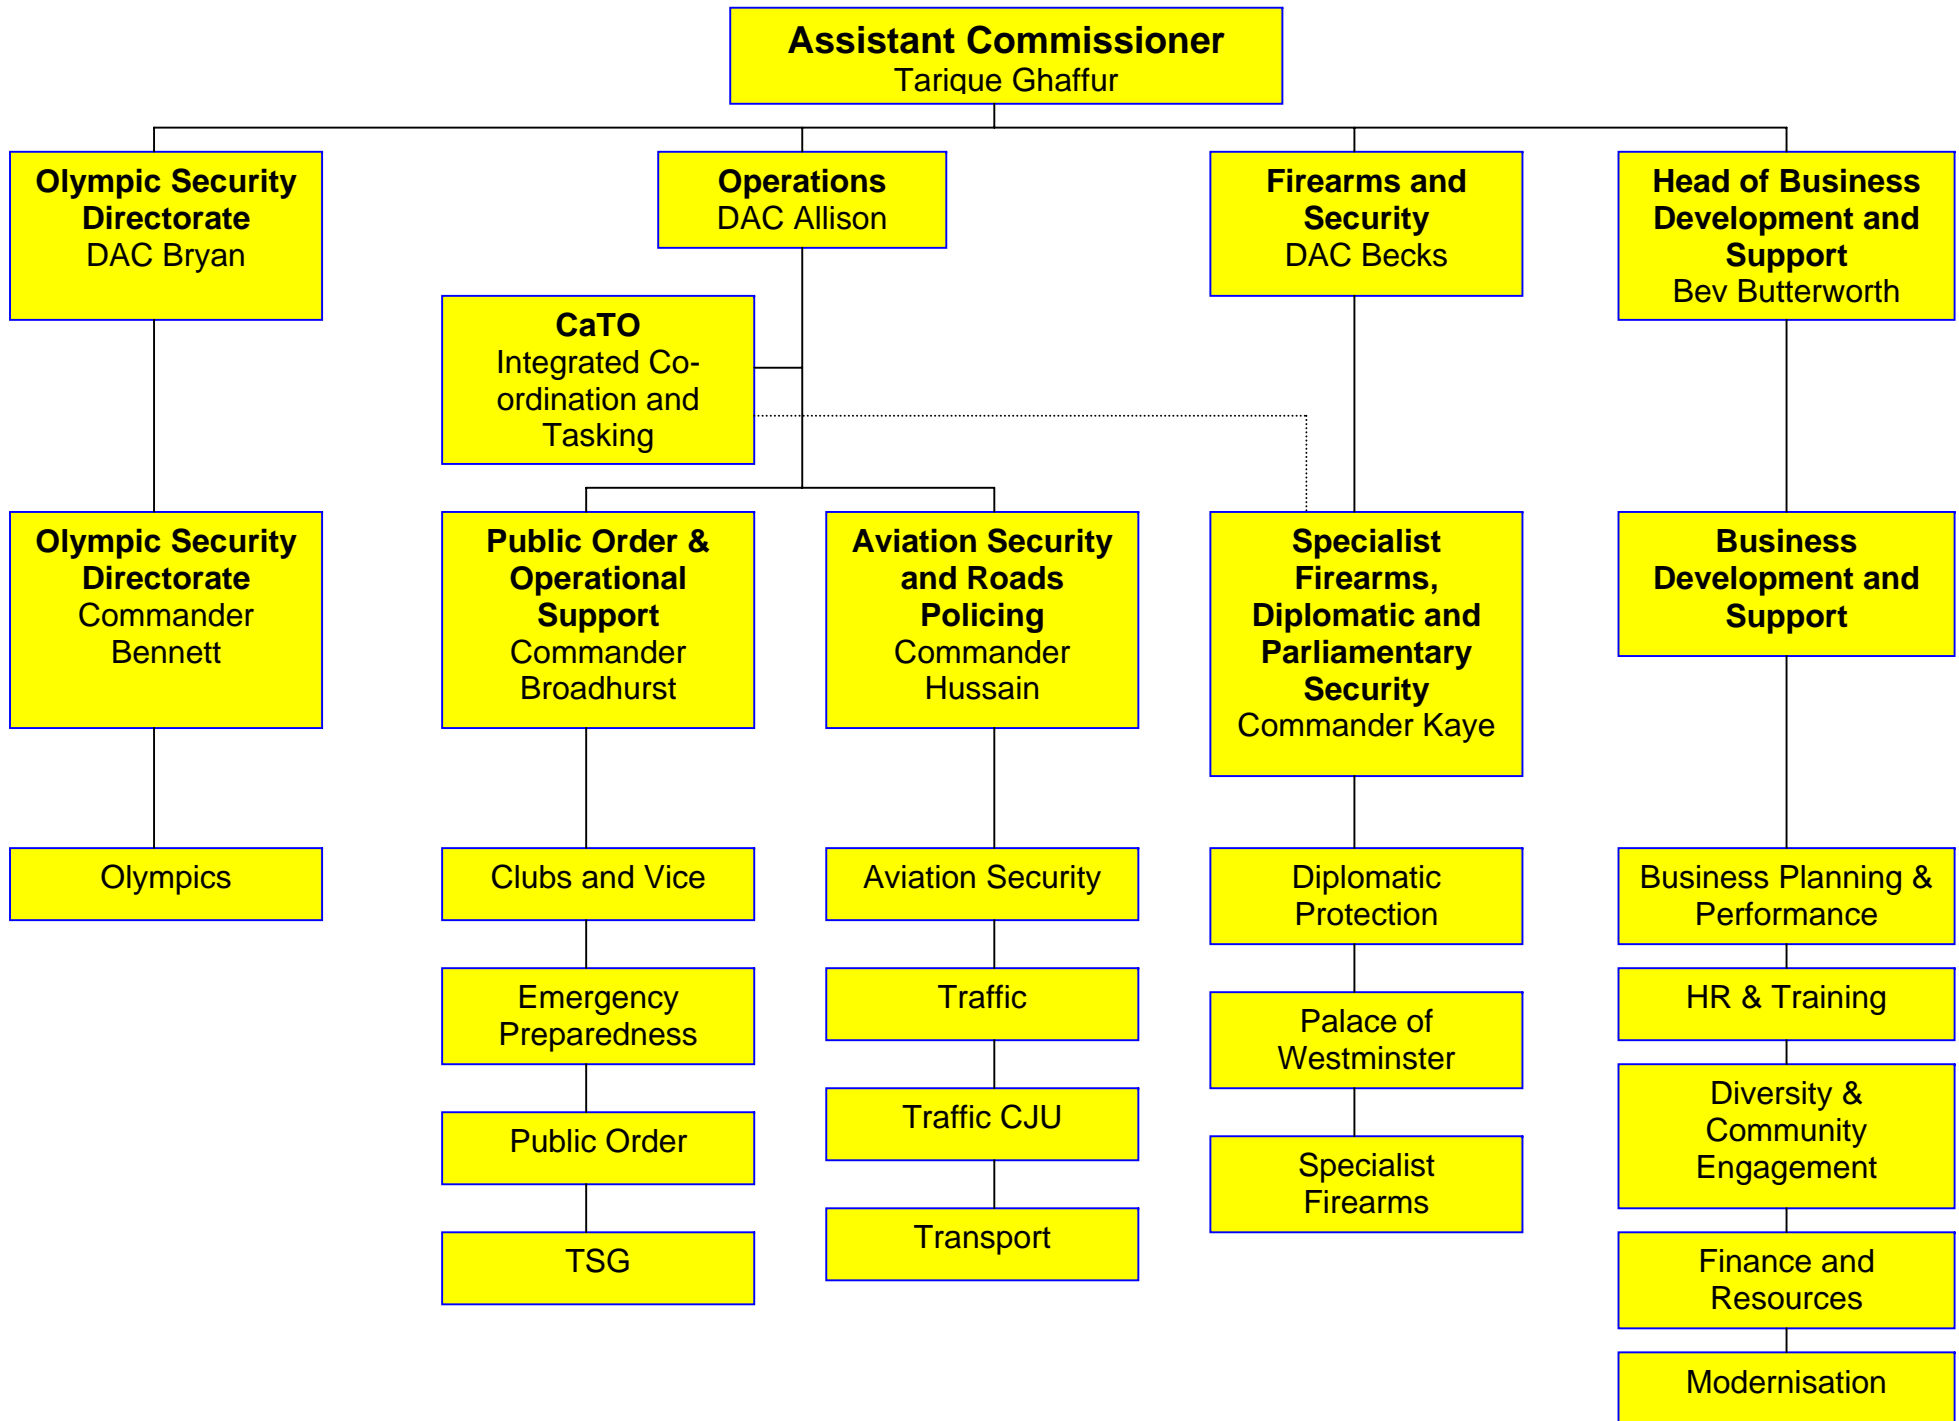 Assistant Commissioner
Tarique Ghaffur
Olympic Security
Directorate
DAC Bryan
Operations
DAC Allison
Firearms and
Security
DAC Becks
Head of Business
Development and
Support
Bev Butterworth
CaTO
Integrated Co-
ordination and
Tasking
Olympic Security
Directorate
Commander
Bennett
Public Order &
Operational
Support
Commander
Broadhurst
Aviation Security
and Roads
Policing
Commander
Hussain
Specialist
Firearms,
Diplomatic and
Parliamentary
Security
Commander Kaye
Business
Development and
Support
Olympics
Clubs and Vice
Emergency
Preparedness
Public Order
TSG
Aviation Security
Traffic
Traffic CJU
Transport
Diplomatic
Protection
Palace of
Westminster
Specialist
Firearms
Business Planning &
Performance
HR & Training
Diversity &
Community
Engagement
Finance and
Resources
Modernisation